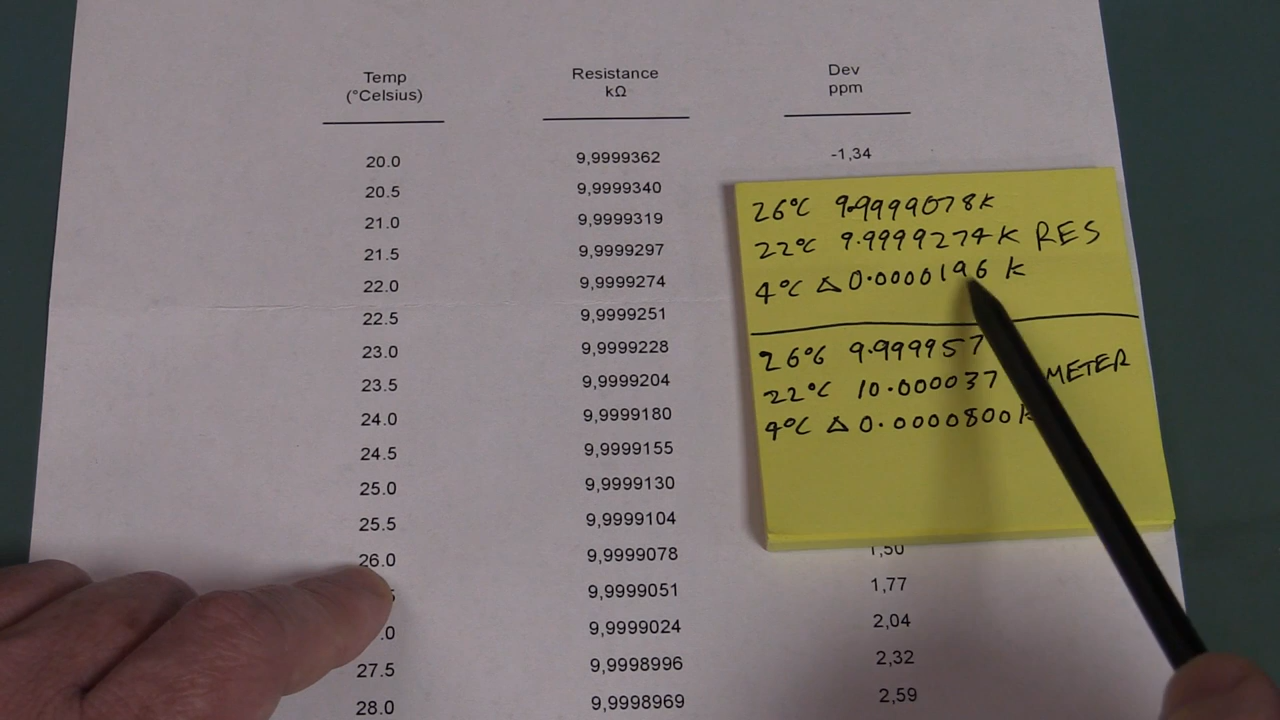 Temp Resistance Dev
(°Celsius) kΩ ppm
20.0 9,9999362 -1,34
20.5 9,9999340
21.0 9,9999319
21.5 9,9999297
22.0 9,9999274
22.5 9,9999251
23.0 9,9999228
23.5 9,9999204
24.0 9,9999180
24.5 9,9999155
25.0 9,9999130
25.5 9,9999104
26.0 9,9999078 1,50
9,9999051 1,77
.0 9,9999024 2,04
27.5 9,9998996 2,32
28.0 9,9998969 2,59
26°C 9.9999078K
22°C 9.9999274K RES
4°C Δ 0.0000196 K
26°C 9.999957
22°C 10.000037 METER
4°C Δ 0.0000800K